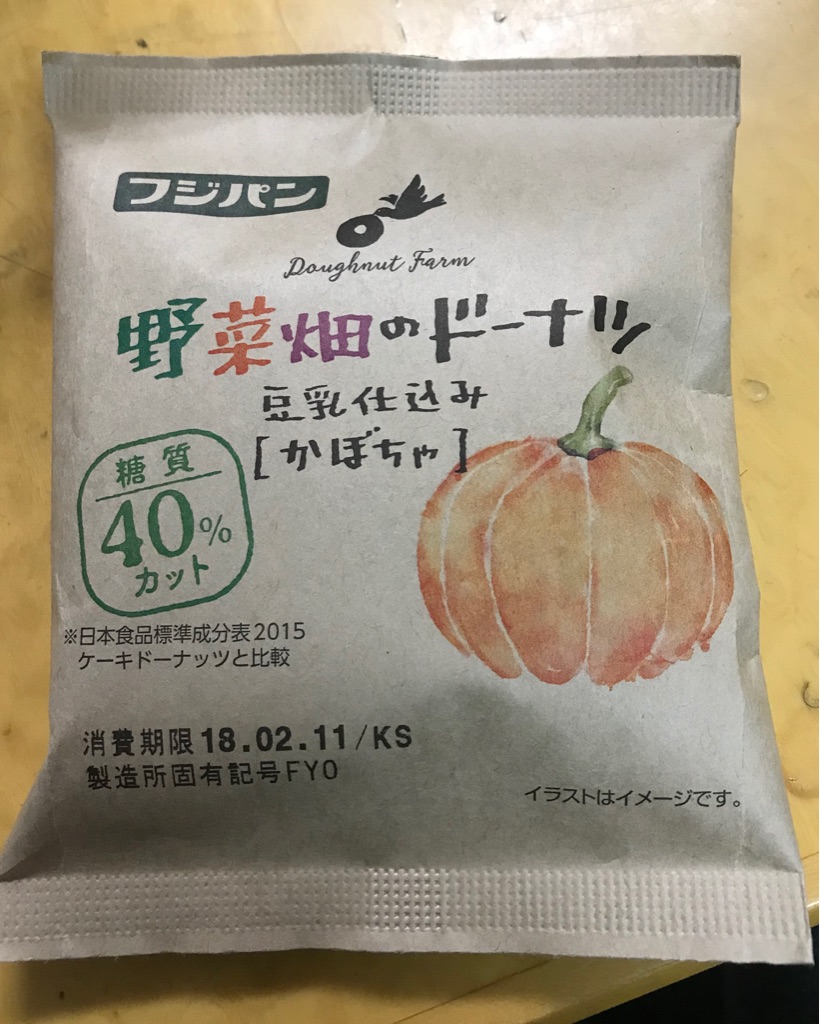 フジパン
Doughnut Farm
野菜畑のドーナツ
豆乳仕込み
[かぼちゃ]
糖質
40%
カット
※日本食品標準成分表2015
ケーキドーナッツと比較
消費期限18.02.11/KS
製造所固有記号FYO
イラストはイメージです。